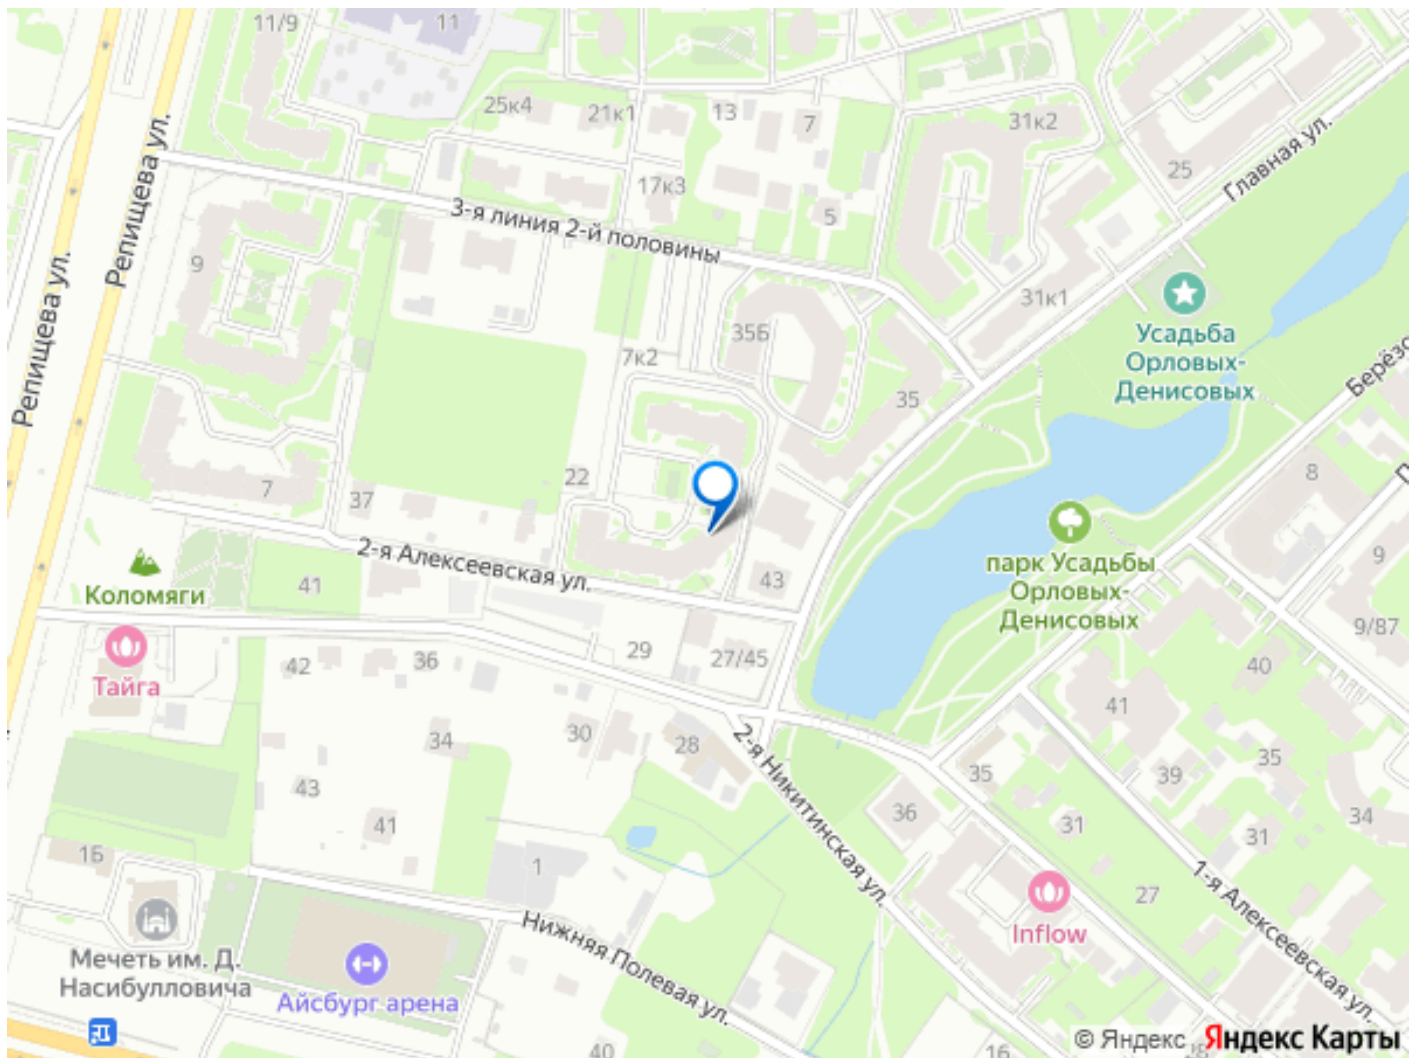 11/9
11
25к4
21к1
13
7
31к2
25
Главная ул.
Репищева ул.
17к3
5
3-я линия 2-й половины
9
31к1
Усадьба
Орловых-
Денисовых
Репищева ул.
35Б
7к2
35
Берёзо
8
22
7
37
2-я Алексеевская ул.
парк Усадьбы
Орловых-
Денисовых
9
Коломяги
41
43
9/87
Тайга
42
36
29
27/45
40
41
34
30
28
2-я Никитинская ул.
35
39
35
43
41
36
31
31
34
1Б
1
27
1-я Алексеевская ул.
Inflow
Мечеть им. Д.
Насибулловича
Айсбург арена
Нижняя Полевая ул.
40
16
© Яндекс Яндекс Карты